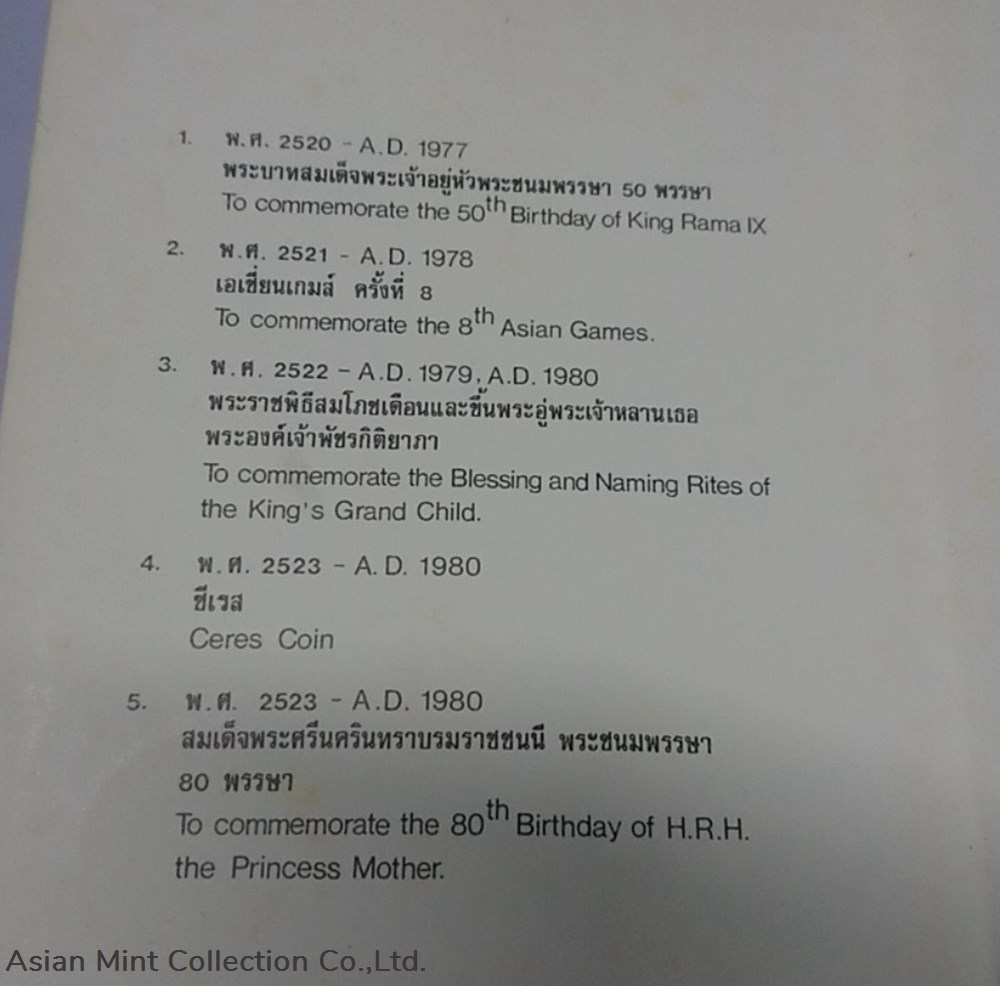 1. พ.ศ. 2520 - A.D. 1977
พระบาทสมเด็จพระเจ้าอยู่หัวพระชนมพรรษา 50 พรรษา
To commemorate the 50th Birthday of King Rama IX
2. พ.ศ. 2521 - A.D. 1978
เอเชี่ยนเกมส์ ครั้งที่ 8
To commemorate the 8th Asian Games.
3. พ.ศ. 2522 - A.D. 1979, A.D. 1980
พระราชพิธีสมโภชเดือนและขึ้นพระอู่พระเจ้าหลานเธอ
พระองค์เจ้าพัชรกิติยาภา
To commemorate the Blessing and Naming Rites of
the King's Grand Child.
4. พ.ศ. 2523 - A.D. 1980
ซีเรส
Ceres Coin
5. พ.ศ. 2523 - A.D. 1980
สมเด็จพระศรีนครินทราบรมราชชนนี พระชนมพรรษา
80 พรรษา
To commemorate the 80th Birthday of H.R.H.
the Princess Mother.
Asian Mint Collection Co.,Ltd.